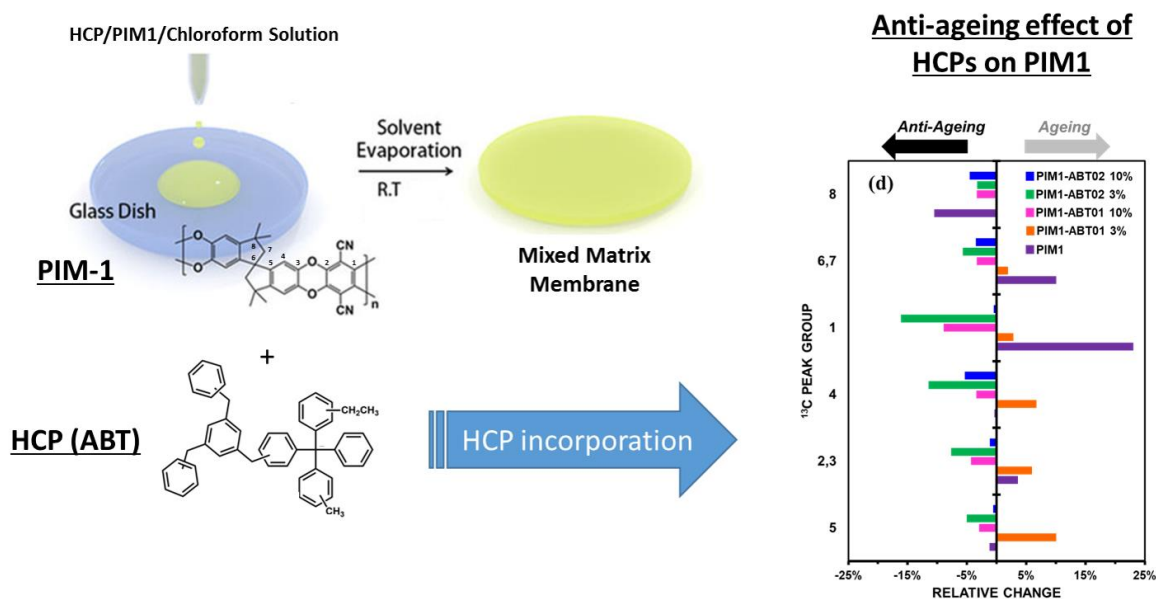 HCP/PIM1/Chloroform Solution
Solvent
Evaporation
R.T
Glass Dish
PIM-1
O
O
8
7
6
5
4
3
O
O
2
1
CN
CN
n
Mixed Matrix
Membrane
+
HCP (ABT)
CH₂CH₃
CH₃
HCP incorporation
Anti-ageing effect of
HCPs on PIM1
Anti-Ageing
Ageing
(d)
PIM1-ABT02 10%
PIM1-ABT02 3%
PIM1-ABT01 10%
PIM1-ABT01 3%
PIM1
¹³C PEAK GROUP
8
6,7
1
4
2,3
5
-25%
-15%
-5%
5%
15%
25%
RELATIVE CHANGE